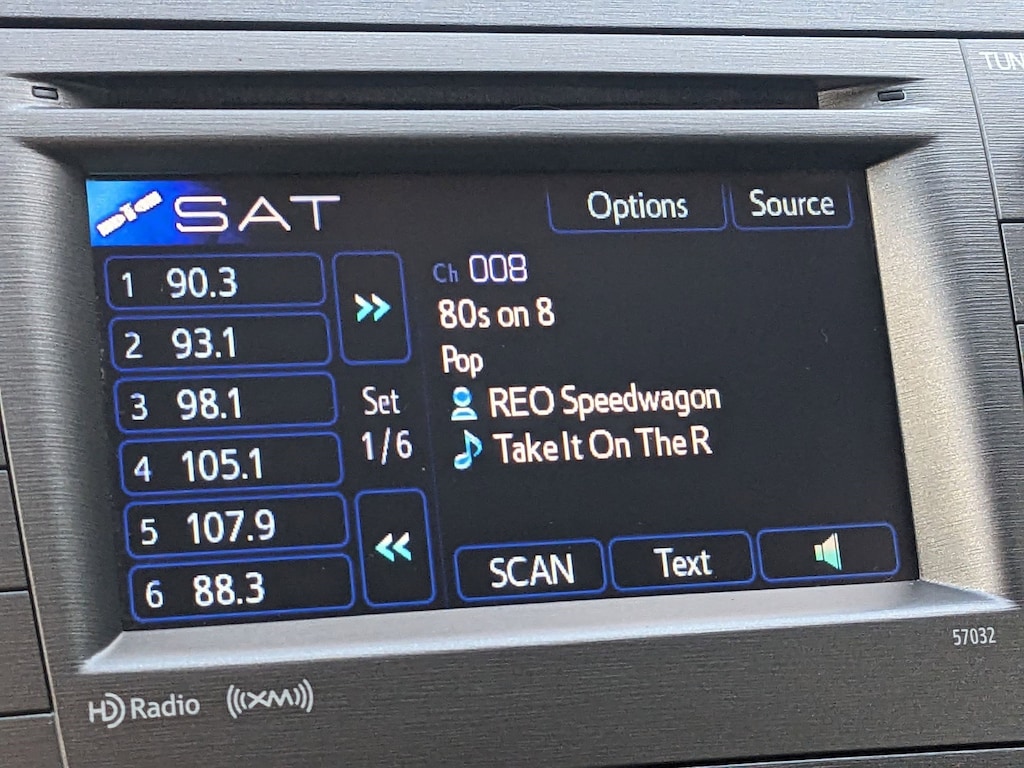 TUN
SAT
Options
Source
1 90.3
2 93.1
3 98.1
4 105.1
5 107.9
6 88.3
>>
Set
1/6
<<
Ch 008
80s on 8
Pop
REO Speedwagon
Take It On The R
SCAN
Text
57032
HD Radio
((XM))